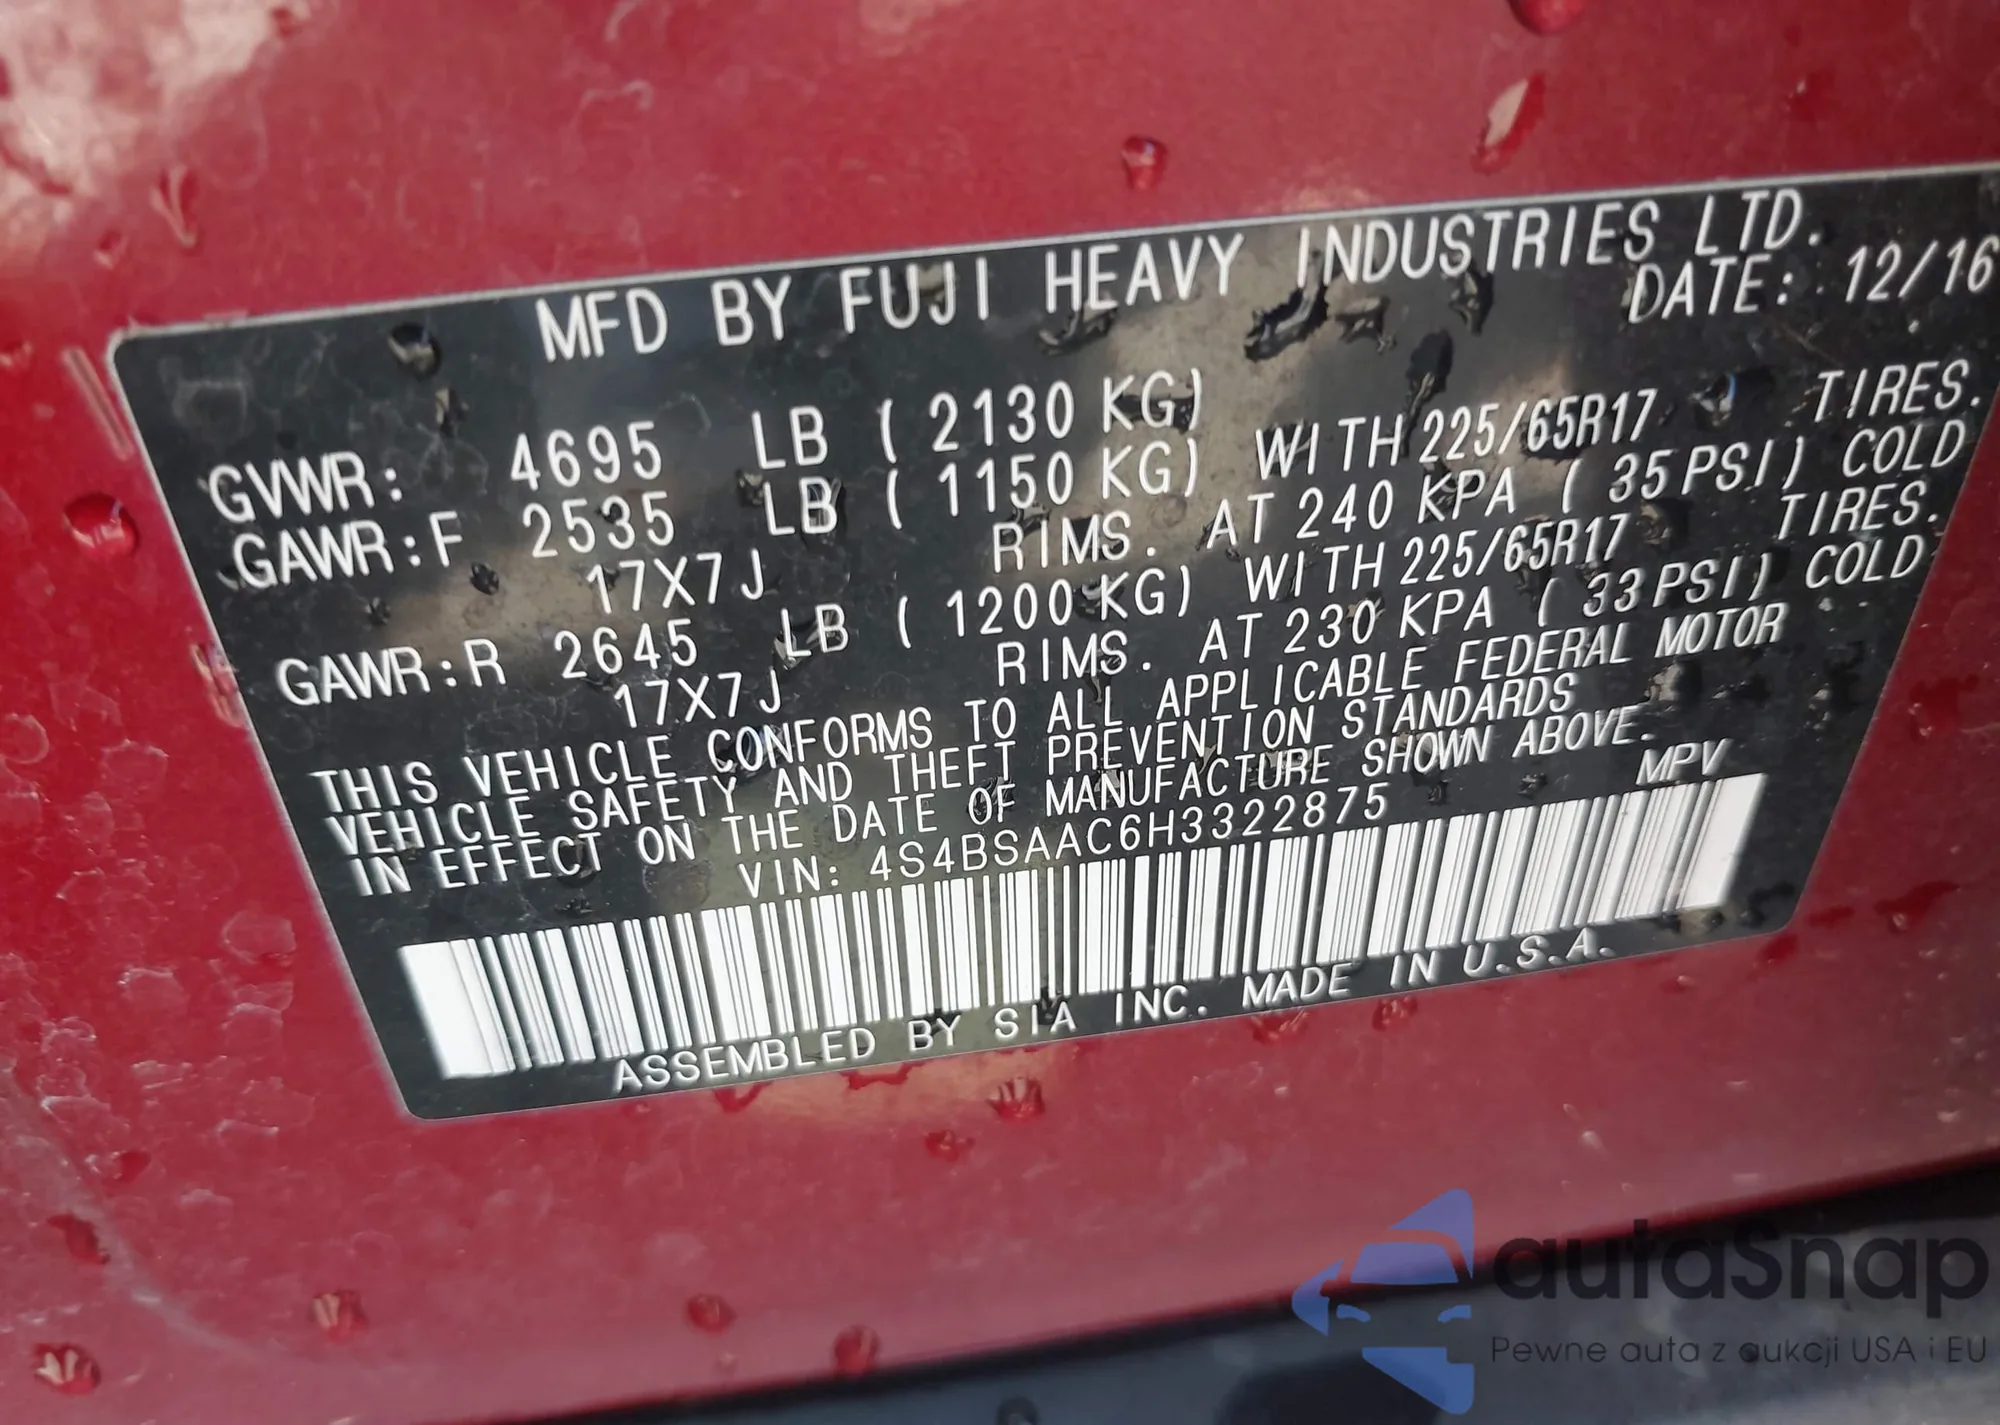 MFD BY FUJI HEAVY INDUSTRIES LTD.
DATE: 12/16
GVWR: 4695 LB ( 2130 KG)
GAWR:F 2535 LB ( 1150 KG) WITH 225/65R17 TIRES.
17X7J RIMS. AT 240 KPA ( 35 PSI) COLD
GAWR:R 2645 LB ( 1200 KG) WITH 225/65R17 TIRES.
17X7J RIMS. AT 230 KPA ( 33 PSI) COLD
THIS VEHICLE CONFORMS TO ALL APPLICABLE FEDERAL MOTOR
VEHICLE SAFETY AND THEFT PREVENTION STANDARDS
IN EFFECT ON THE DATE OF MANUFACTURE SHOWN ABOVE.
VIN: 4S4BSAAC6H3322875 MPV
ASSEMBLED BY SIA INC. MADE IN U.S.A.
autaSnap
Pewne auta z aukcji USA i EU